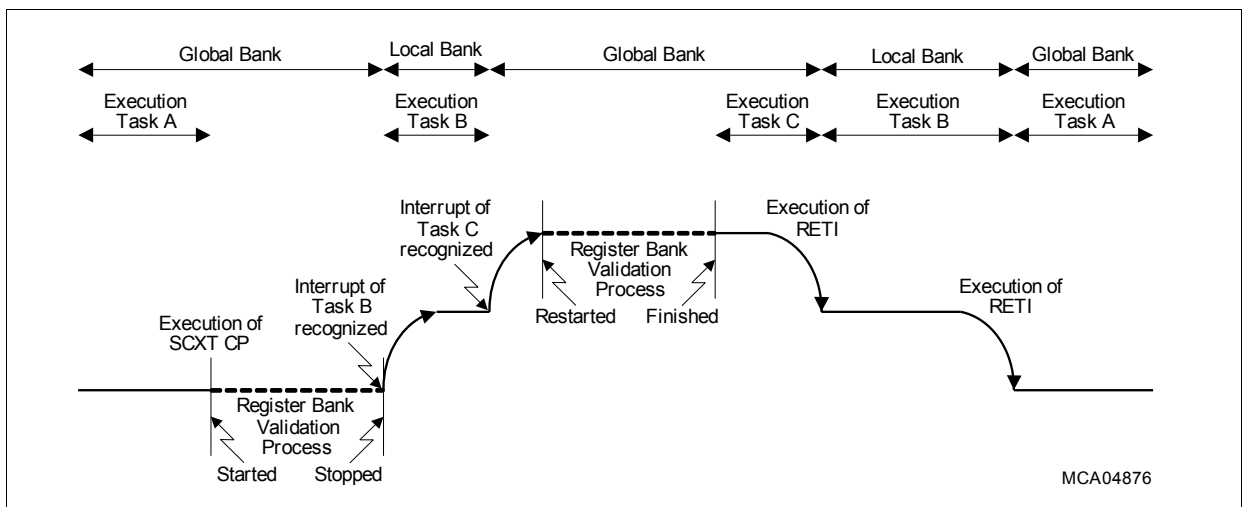 Global Bank
Local Bank
Global Bank
Local Bank
Global Bank
Execution
Task A
Execution
Task B
Execution
Task C
Execution
Task B
Execution
Task A
Interrupt of
Task C
recognized
Execution of
RETI
Register Bank
Validation
Process
Interrupt of
Task B
recognized
Restarted
Finished
Execution of
RETI
Execution of
SCXT CP
Register Bank
Validation
Process
Started
Stopped
MCA04876